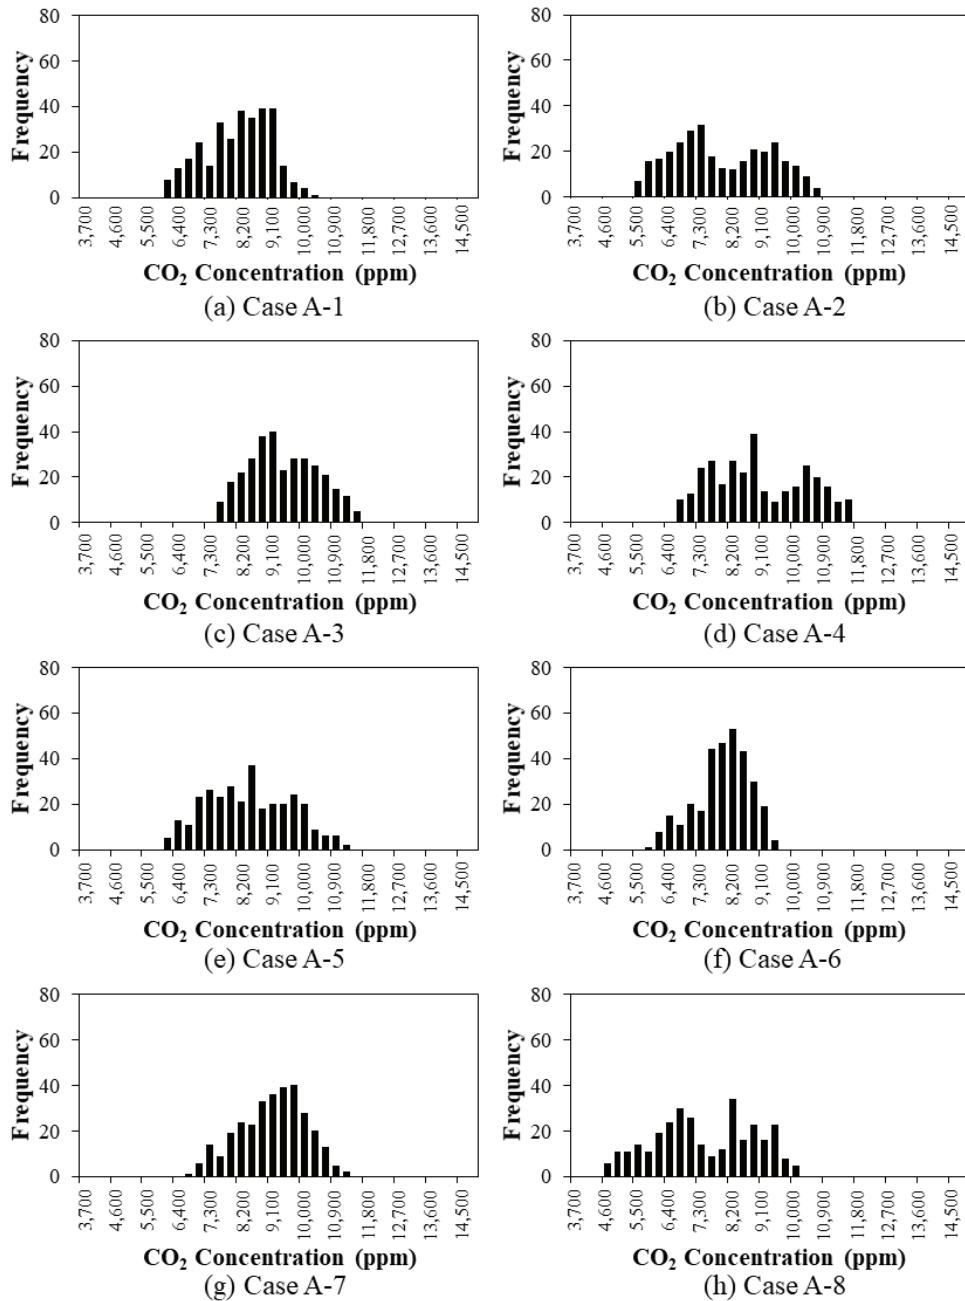 80
60
40
20
0
Frequency
3,700 4,600 5,500 6,400 7,300 8,200 9,100 10,000 10,900 11,800 12,700 13,600 14,500
CO₂ Concentration (ppm)
(a) Case A-1
80
60
40
20
0
Frequency
3,700 4,600 5,500 6,400 7,300 8,200 9,100 10,000 10,900 11,800 12,700 13,600 14,500
CO₂ Concentration (ppm)
(b) Case A-2
80
60
40
20
0
Frequency
3,700 4,600 5,500 6,400 7,300 8,200 9,100 10,000 10,900 11,800 12,700 13,600 14,500
CO₂ Concentration (ppm)
(c) Case A-3
80
60
40
20
0
Frequency
3,700 4,600 5,500 6,400 7,300 8,200 9,100 10,000 10,900 11,800 12,700 13,600 14,500
CO₂ Concentration (ppm)
(d) Case A-4
80
60
40
20
0
Frequency
3,700 4,600 5,500 6,400 7,300 8,200 9,100 10,000 10,900 11,800 12,700 13,600 14,500
CO₂ Concentration (ppm)
(e) Case A-5
80
60
40
20
0
Frequency
3,700 4,600 5,500 6,400 7,300 8,200 9,100 10,000 10,900 11,800 12,700 13,600 14,500
CO₂ Concentration (ppm)
(f) Case A-6
80
60
40
20
0
Frequency
3,700 4,600 5,500 6,400 7,300 8,200 9,100 10,000 10,900 11,800 12,700 13,600 14,500
CO₂ Concentration (ppm)
(g) Case A-7
80
60
40
20
0
Frequency
3,700 4,600 5,500 6,400 7,300 8,200 9,100 10,000 10,900 11,800 12,700 13,600 14,500
CO₂ Concentration (ppm)
(h) Case A-8